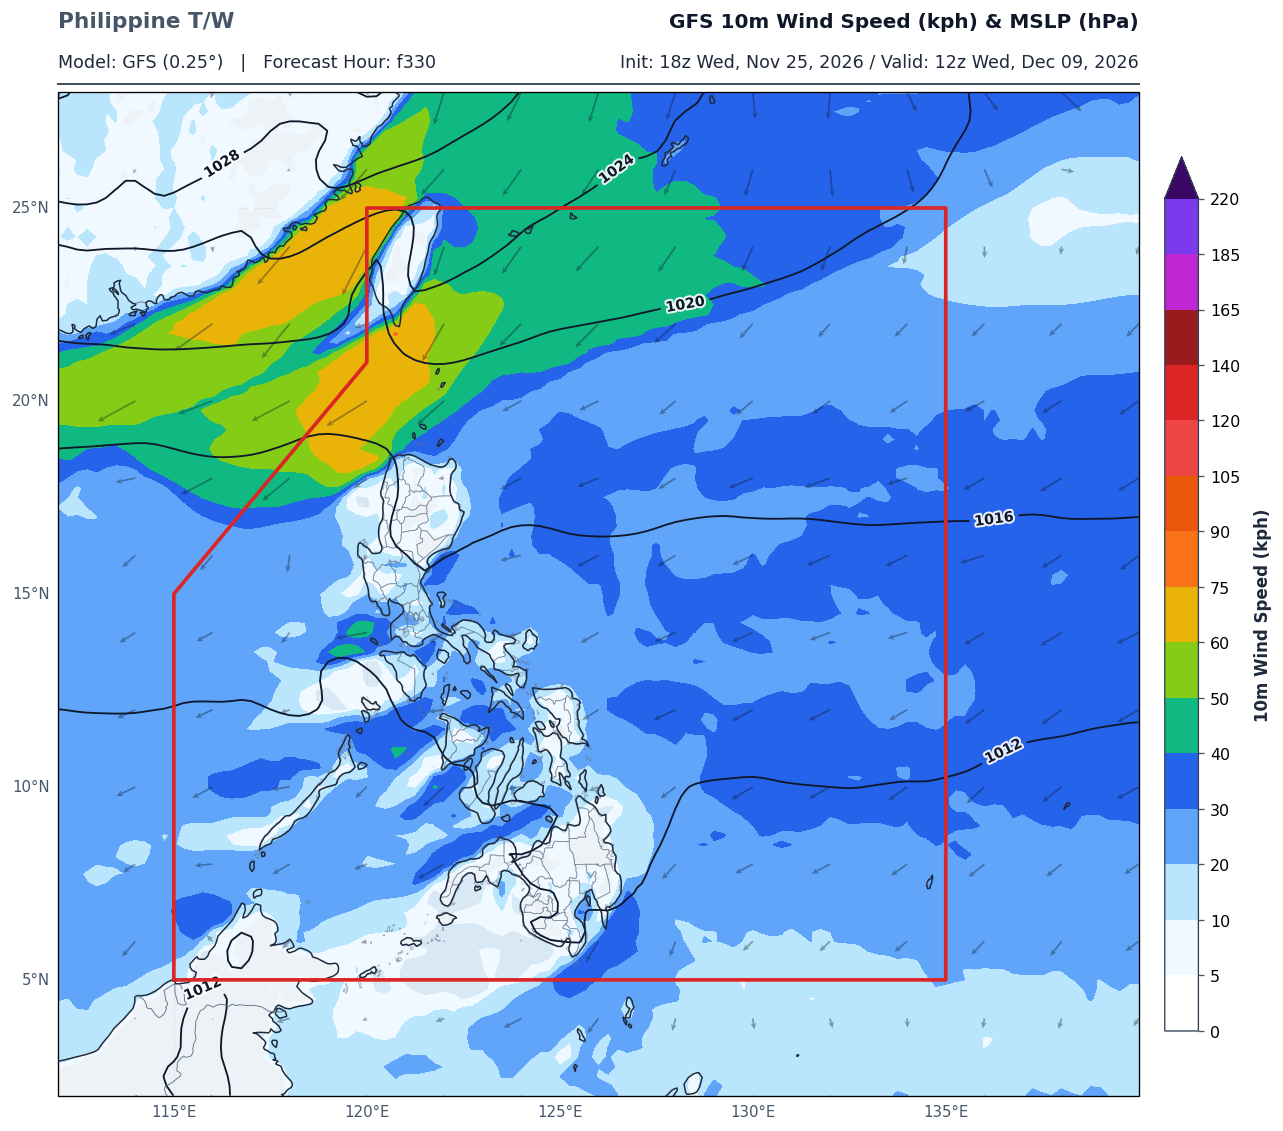 Philippine T/W
GFS 10m Wind Speed (kph) & MSLP (hPa)
Model: GFS (0.25°) | Forecast Hour: f330
Init: 18z Wed, Nov 25, 2026 / Valid: 12z Wed, Dec 09, 2026
1028
1024
1020
1016
1012
1012
25°N
20°N
15°N
10°N
5°N
115°E
120°E
125°E
130°E
135°E
220
185
165
140
120
105
90
75
60
50
40
30
20
10
5
0
10m Wind Speed (kph)